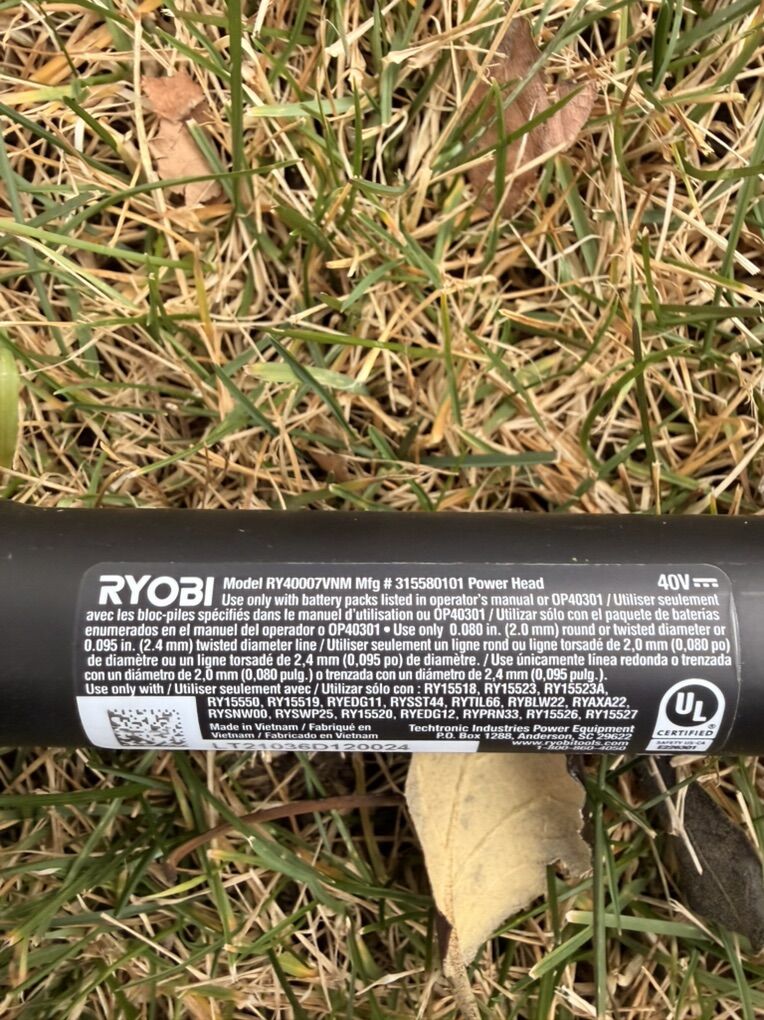 RYOBI Model RY40007VNM Mfg # 315580101 Power Head 40V
Use only with battery packs listed in operator's manual or OP40301 / Utiliser seulement
avec les bloc-piles spécifiés dans le manuel d'utilisation ou OP40301 / Utilizar sólo con el paquete de baterías
enumerados en el manuel del operador o OP40301 • Use only 0.080 in. (2.0 mm) round or twisted diameter or
0.095 in. (2.4 mm) twisted diameter line / Utiliser seulement un ligne rond ou ligne torsadé de 2,0 mm (0,080 po)
de diamètre ou un ligne torsadé de 2,4 mm (0,095 po) de diamètre. / Use únicamente línea redonda o trenzada
con un diámetro de 2,0 mm (0,080 pulg.) o trenzada con un diámetro de 2,4 mm (0,095 pulg.).
Use only with / Utiliser seulement avec / Utilizar sólo con : RY15518, RY15523, RY15523A,
RY15550, RY15519, RYEDG11, RYSST44, RYTIL66, RYBLW22, RYAXA22,
RYSNW00, RYSWP25, RY15520, RYEDG12, RYPRN33, RY15526, RY15527
Made in Vietnam / Fabriqué en
Vietnam / Fabricado en Vietnam
Techtronic Industries Power Equipment
P.O. Box 1288, Anderson, SC 29622
www.ryobitools.com
1-800-860-4050
LT21036D120024
UL
CERTIFIED
SAFETY US-CA